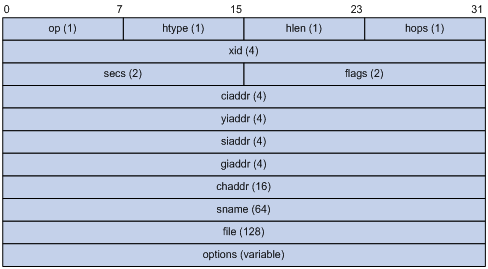 0 7 15 23 31
op (1) htype (1) hlen (1) hops (1)
xid (4)
secs (2) flags (2)
ciaddr (4)
yiaddr (4)
siaddr (4)
giaddr (4)
chaddr (16)
sname (64)
file (128)
options (variable)